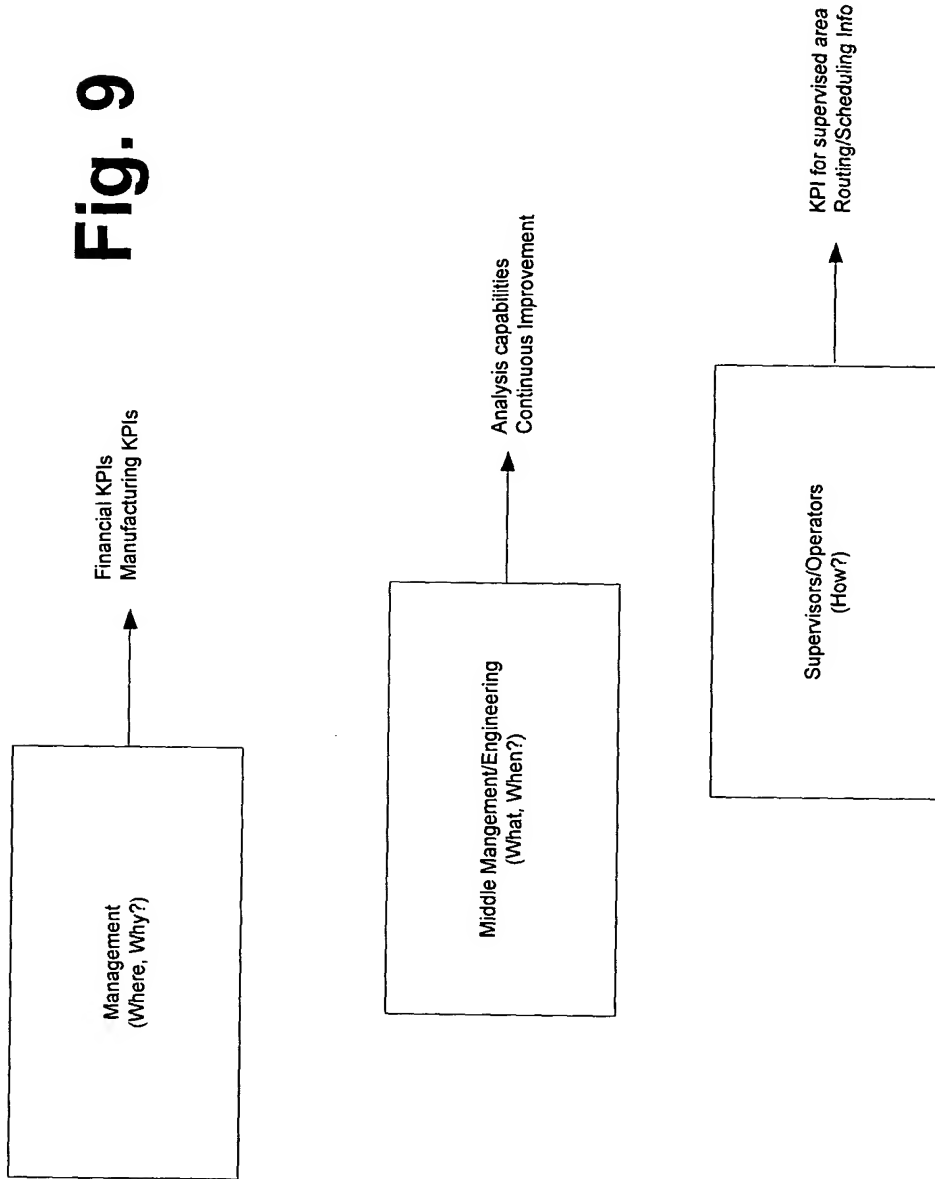 Fig. 9
Management
(Where, Why?)
Financial KPIs
Manufacturing KPIs
Middle Mangement/Engineering
(What, When?)
Analysis capabilities
Continuous Improvement
Supervisors/Operators
(How?)
KPI for supervised area
Routing/Scheduling Info